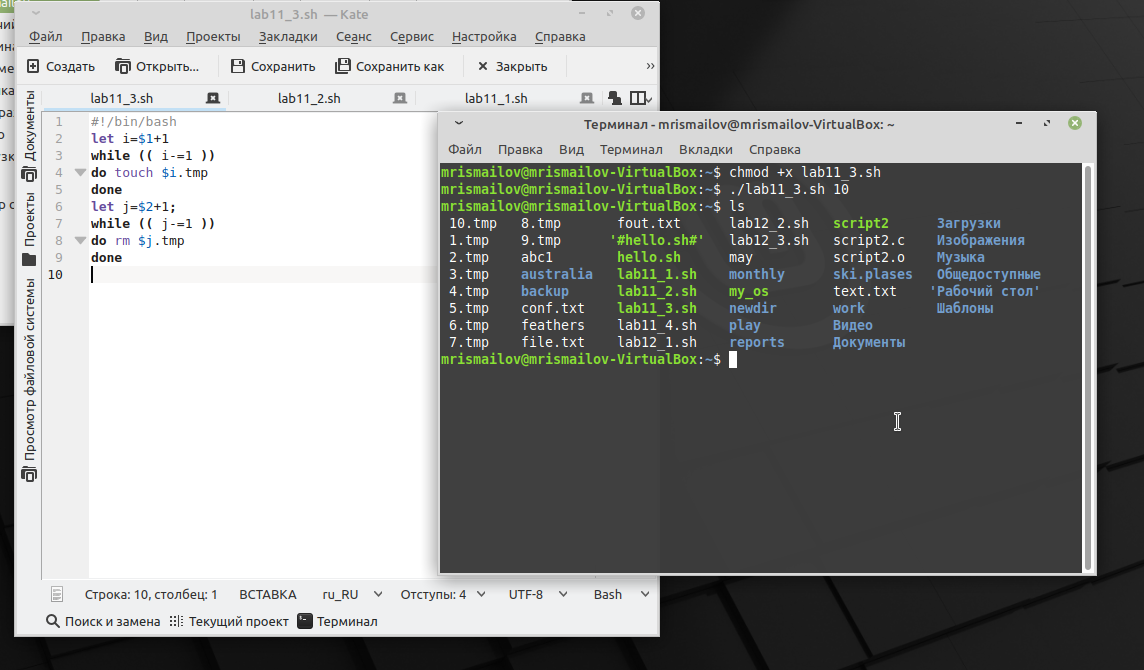 lab11_3.sh — Kate
Файл Правка Вид Проекты Закладки Сеанс Сервис Настройка Справка
Создать Открыть... Сохранить Сохранить как Закрыть »
lab11_3.sh lab11_2.sh lab11_1.sh
Документы
Проекты
Просмотр файловой системы
1 #!/bin/bash
2 let i=$1+1
3 while (( i-=1 ))
4 do touch $i.tmp
5 done
6 let j=$2+1;
7 while (( j-=1 ))
8 do rm $j.tmp
9 done
10
Строка: 10, столбец: 1 ВСТАВКА ru_RU Отступы: 4 UTF-8 Bash
Поиск и замена Текущий проект Терминал
Терминал - mrismailov@mrismailov-VirtualBox: ~
Файл Правка Вид Терминал Вкладки Справка
mrismailov@mrismailov-VirtualBox:~$ chmod +x lab11_3.sh
mrismailov@mrismailov-VirtualBox:~$ ./lab11_3.sh 10
mrismailov@mrismailov-VirtualBox:~$ ls
10.tmp 8.tmp fout.txt lab12_2.sh script2 Загрузки
1.tmp 9.tmp '#hello.sh#' lab12_3.sh script2.c Изображения
2.tmp abc1 hello.sh may script2.o Музыка
3.tmp australia lab11_1.sh monthly ski.plases Общедоступные
4.tmp backup lab11_2.sh my_os text.txt 'Рабочий стол'
5.tmp conf.txt lab11_3.sh newdir work Шаблоны
6.tmp feathers lab11_4.sh play Видео
7.tmp file.txt lab12_1.sh reports Документы
mrismailov@mrismailov-VirtualBox:~$